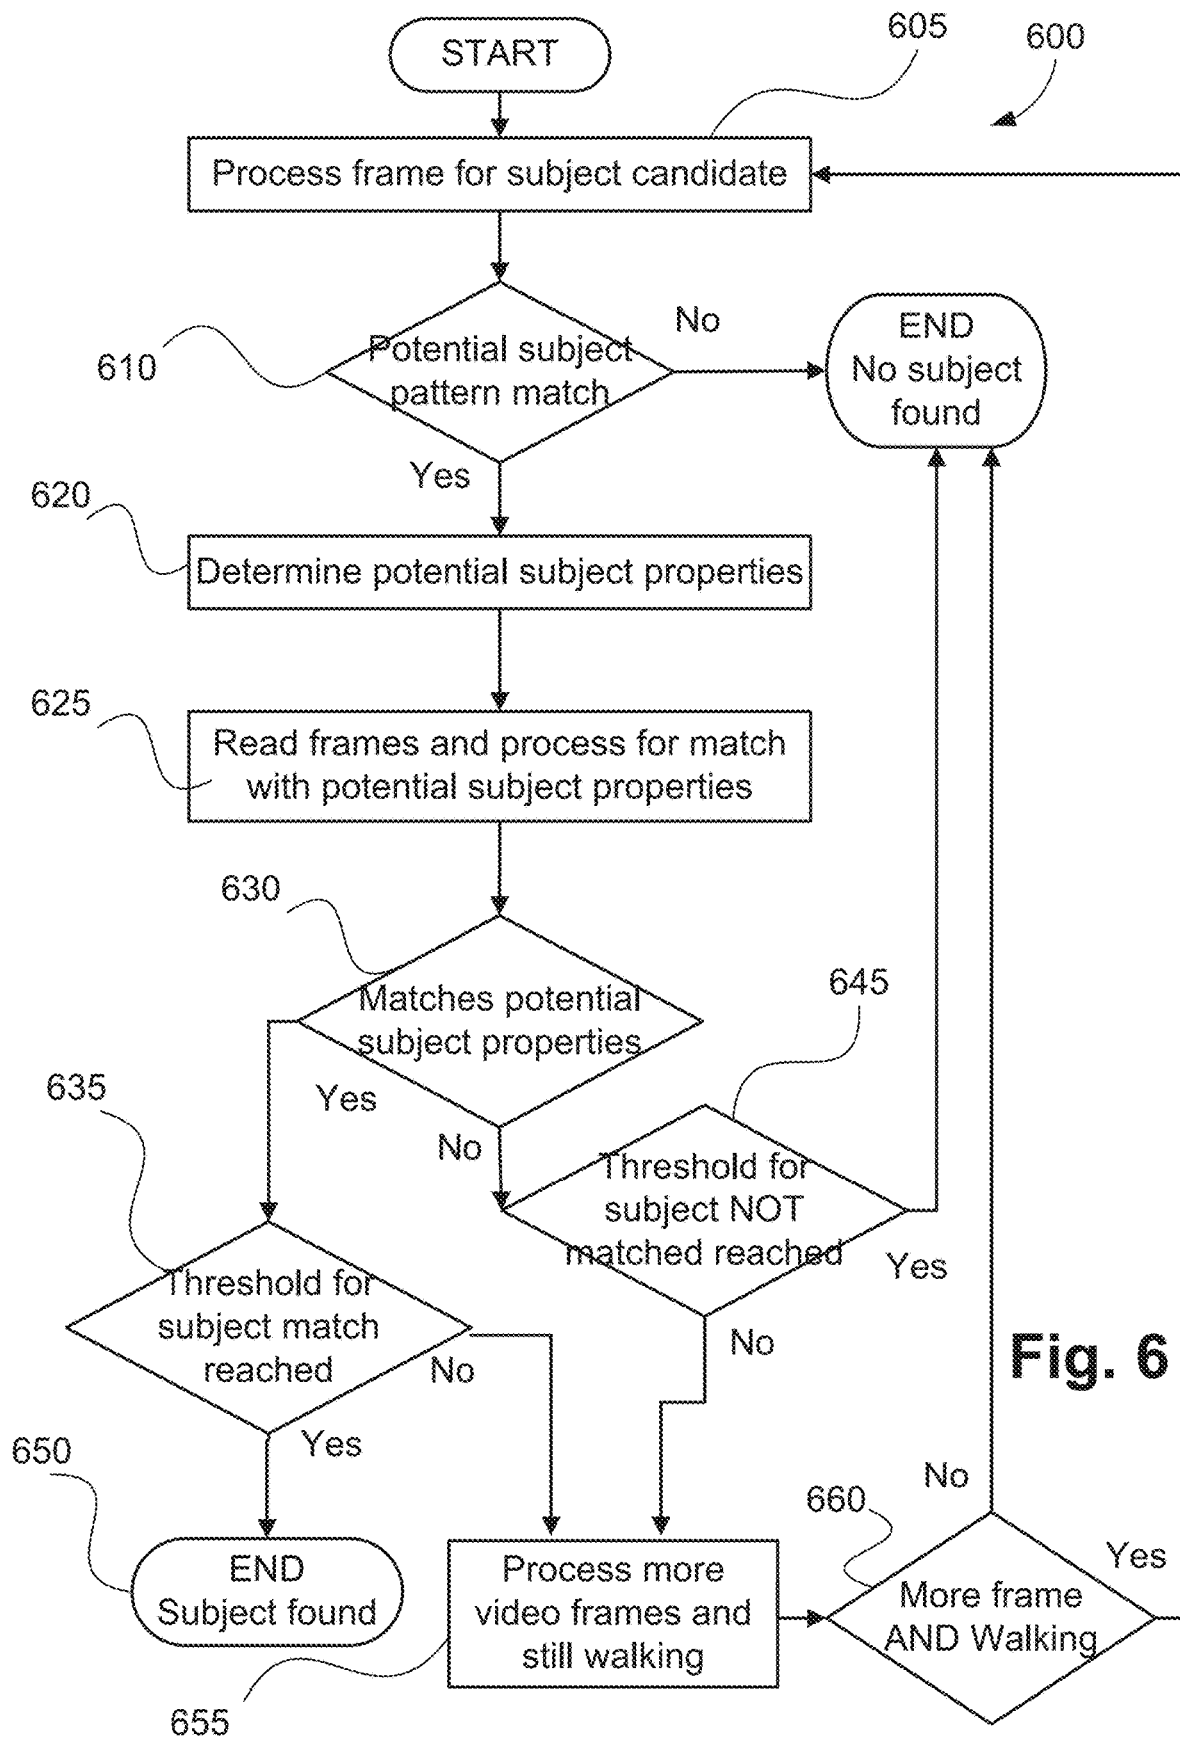 START
605
600
Process frame for subject candidate
610
Potential subject
pattern match
No
END
No subject
found
Yes
620
Determine potential subject properties
625
Read frames and process for match
with potential subject properties
630
Matches potential
subject properties
645
Yes
No
635
Threshold for
subject NOT
matched reached
Yes
Threshold for
subject match
reached
No
No
Fig. 6
Yes
650
END
Subject found
Process more
video frames and
still walking
655
No
660
More frame
AND Walking
Yes